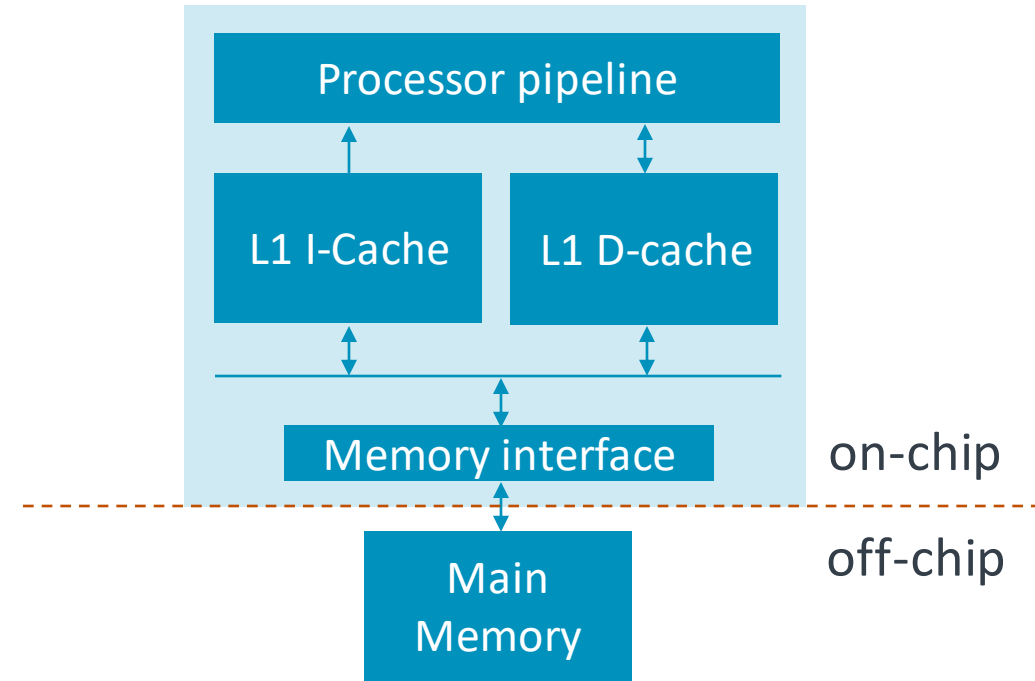 Processor pipeline
L1 I-Cache
L1 D-cache
Memory interface
on-chip
off-chip
Main
Memory